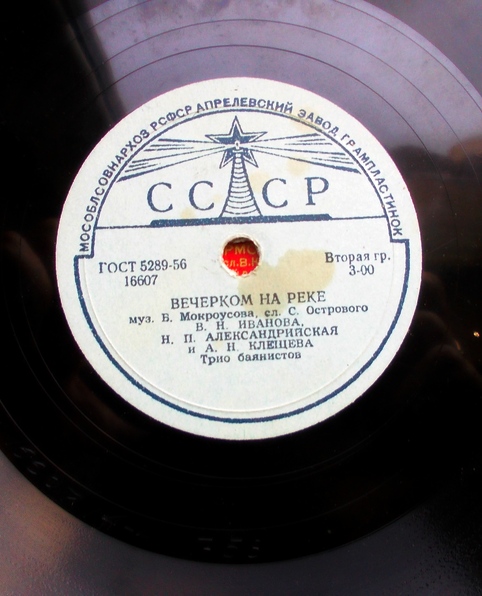 МОСОБЛСОВНАРХОЗ РСФСР АПРЕЛЕВСКИЙ ЗАВОД ГРАМПЛАСТИНОК
СССР
ГОСТ 5289-56
16607
Вторая гр.
3-00
ВЕЧЕРКОМ НА РЕКЕ
муз. Б. Мокроусова, сл. С. Острового
В. Н. ИВАНОВА,
Н. П. АЛЕКСАНДРИЙСКАЯ
и А. Н. КЛЕЩЕВА
Трио баянистов